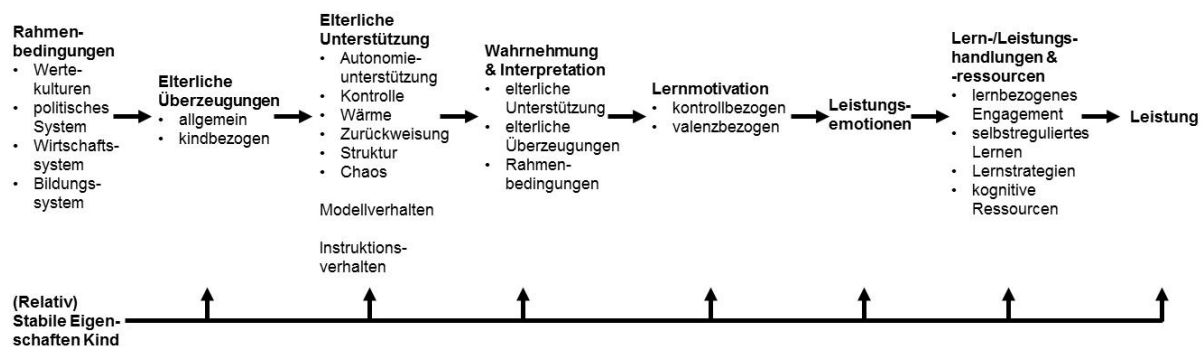 Rahmen-
bedingungen
• Werte-
kulturen
• politisches
System
• Wirtschafts-
system
• Bildungs-
system
Elterliche
Überzeugungen
• allgemein
• kindbezogen
Elterliche
Unterstützung
• Autonomie-
unterstützung
• Kontrolle
• Wärme
• Zurückweisung
• Struktur
• Chaos
Modellverhalten
Instruktions-
verhalten
Wahrnehmung
& Interpretation
• elterliche
Unterstützung
• elterliche
Überzeugungen
• Rahmen-
bedingungen
Lernmotivation
• kontrollbezogen
• valenzbezogen
Leistungs-
emotionen
Lern-/Leistungs-
handlungen &
-ressourcen
• lernbezogenes
Engagement
• selbstreguliertes
Lernen
• Lernstrategien
• kognitive
Ressourcen
Leistung
(Relativ)
Stabile Eigen-
schaften Kind